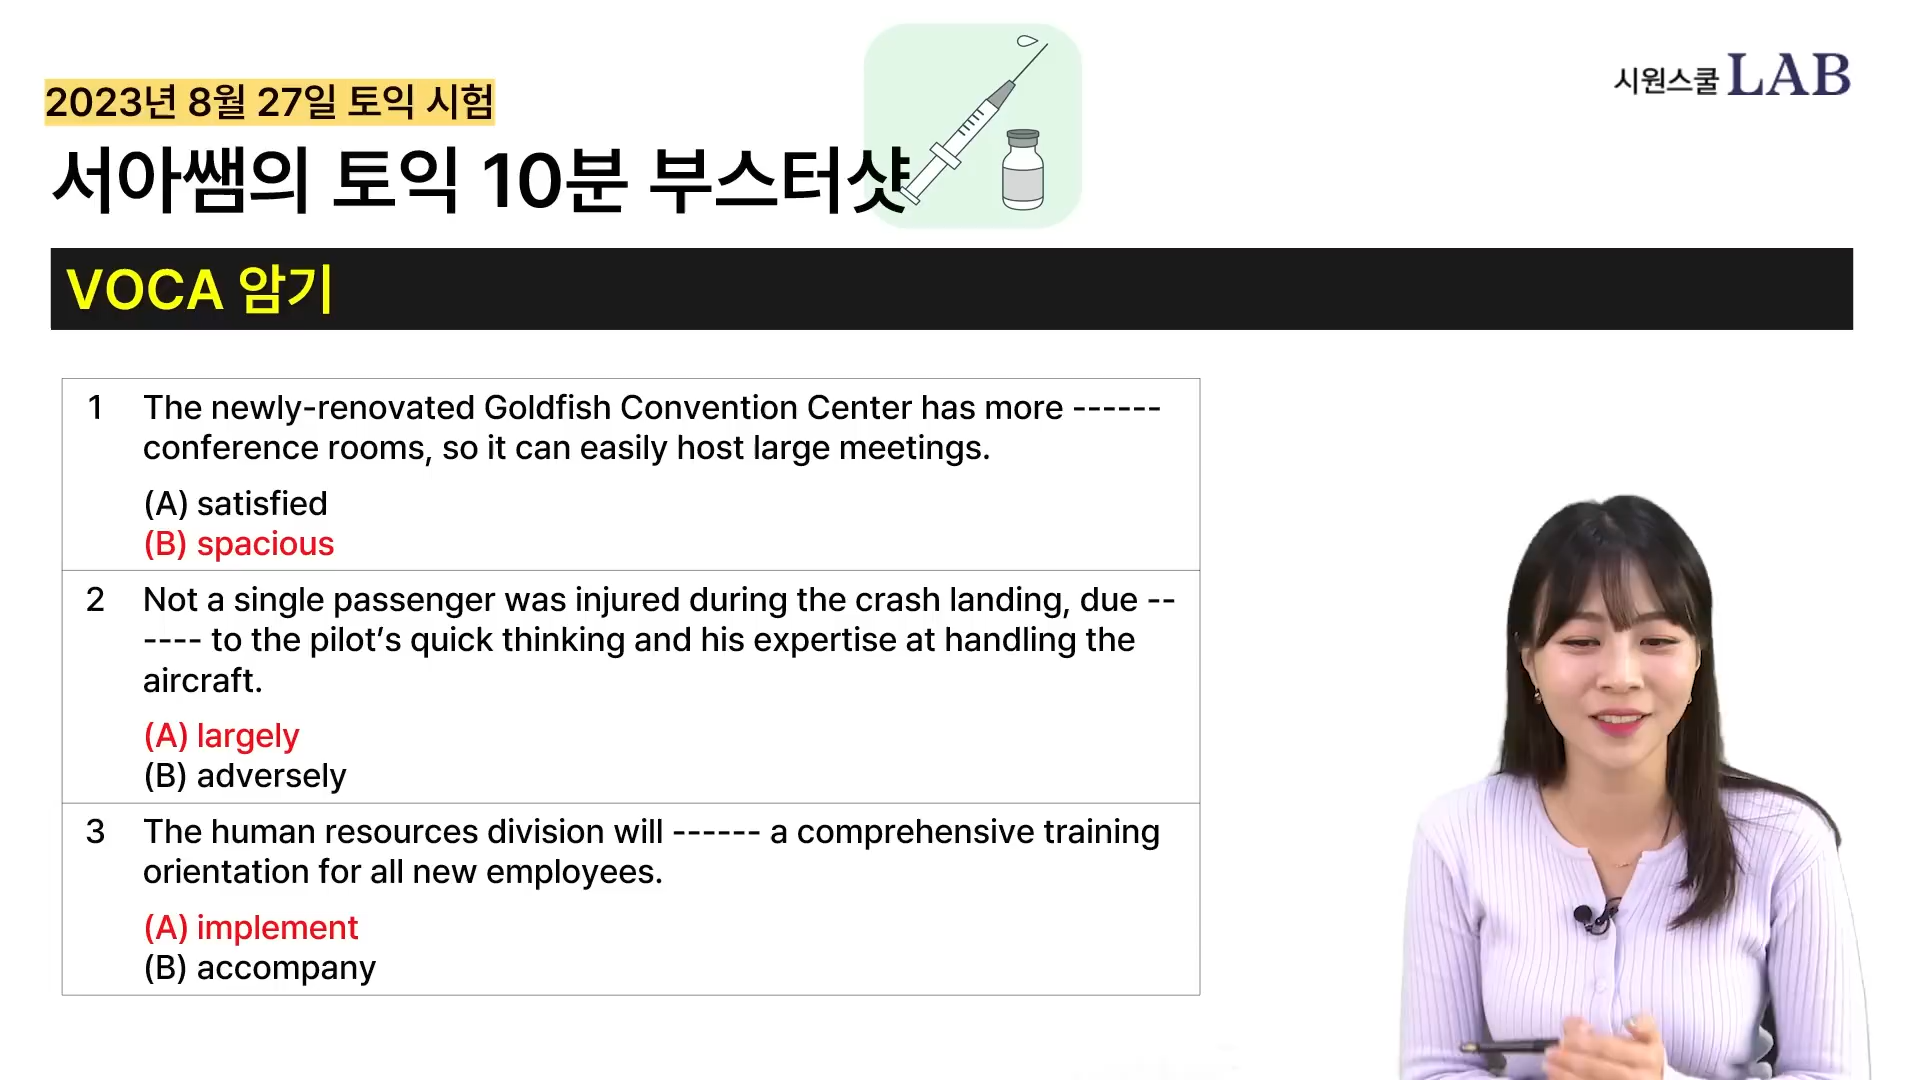 2023년 8월 27일 토익 시험
서아쌤의 토익 10분 부스터샷
시원스쿨 LAB
VOCA 암기
1 The newly-renovated Goldfish Convention Center has more ------
conference rooms, so it can easily host large meetings.
(A) satisfied
(B) spacious
2 Not a single passenger was injured during the crash landing, due --
---- to the pilot’s quick thinking and his expertise at handling the
aircraft.
(A) largely
(B) adversely
3 The human resources division will ------ a comprehensive training
orientation for all new employees.
(A) implement
(B) accompany